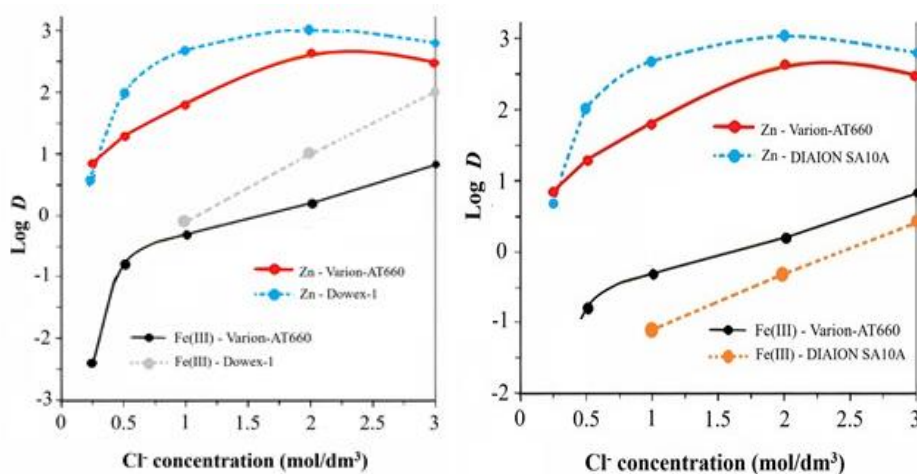 3
2
1
0
-1
-2
-3
Log D
Zn - Varion-AT660
Zn - Dowex-1
Fe(III) - Varion-AT660
Fe(III) - Dowex-1
0
0.5
1
1.5
2
2.5
3
Cl- concentration (mol/dm³)
3
2
1
0
-1
-2
Log D
Zn - Varion-AT660
Zn - DIAION SA10A
Fe(III) - Varion-AT660
Fe(III) - DIAION SA10A
0
0.5
1
1.5
2
2.5
3
Cl- concentration (mol/dm³)